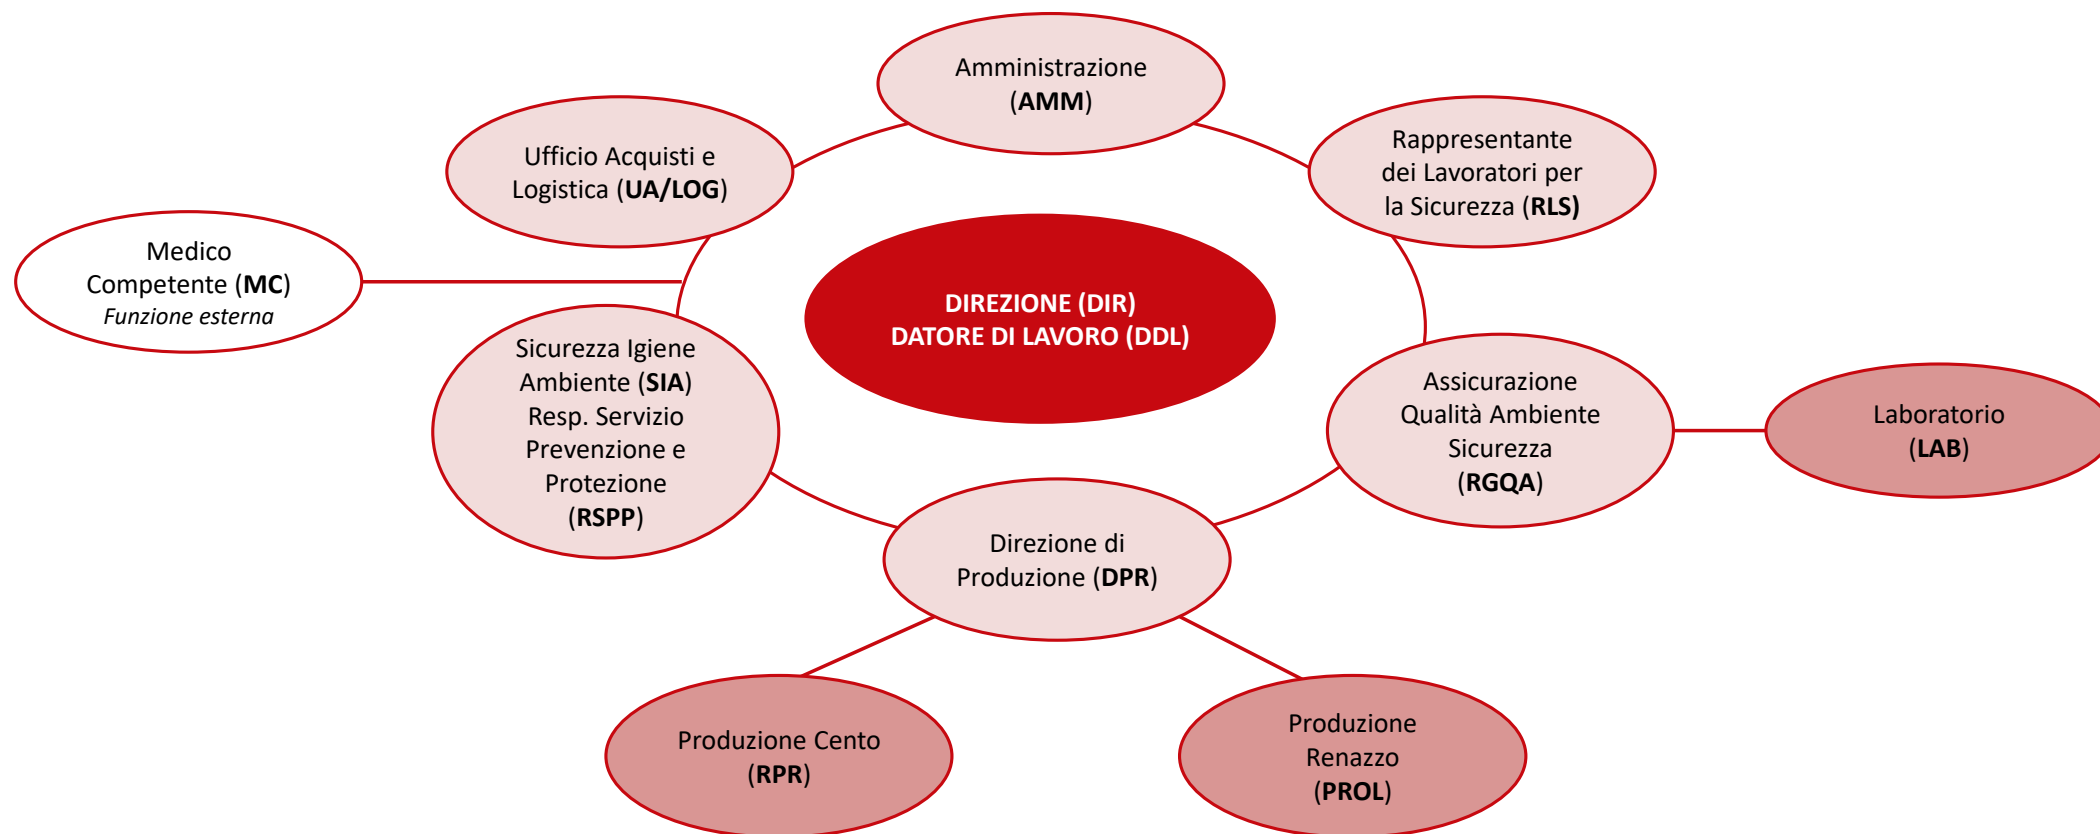 Amministrazione
(AMM)
Ufficio Acquisti e
Logistica (UA/LOG)
Rappresentante
dei Lavoratori per
la Sicurezza (RLS)
Medico
Competente (MC)
Funzione esterna
DIREZIONE (DIR)
DATORE DI LAVORO (DDL)
Sicurezza Igiene
Ambiente (SIA)
Resp. Servizio
Prevenzione e
Protezione
(RSPP)
Assicurazione
Qualità Ambiente
Sicurezza
(RGQA)
Laboratorio
(LAB)
Direzione di
Produzione (DPR)
Produzione Cento
(RPR)
Produzione
Renazzo
(PROL)